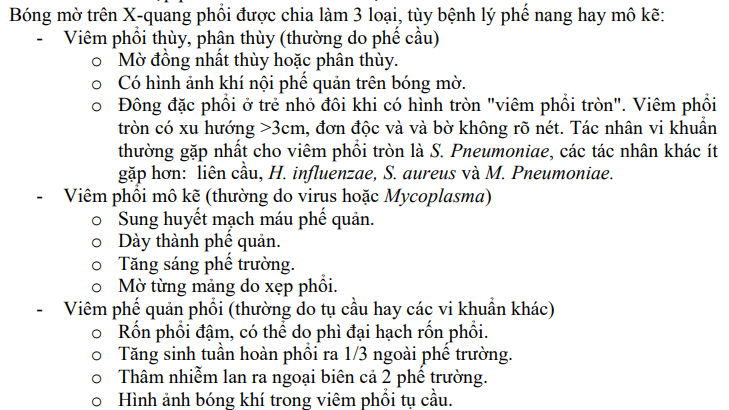 Bóng mờ trên X-quang phổi được chia làm 3 loại, tùy bệnh lý phế nang hay mô kẽ:
- Viêm phổi thùy, phân thùy (thường do phế cầu)
o Mờ đồng nhất thùy hoặc phân thùy.
o Có hình ảnh khí nội phế quản trên bóng mờ.
o Đông đặc phổi ở trẻ nhỏ đôi khi có hình tròn "viêm phổi tròn". Viêm phổi
tròn có xu hướng >3cm, đơn độc và và bờ không rõ nét. Tác nhân vi khuẩn
thường gặp nhất cho viêm phổi tròn là S. Pneumoniae, các tác nhân khác ít
gặp hơn: liên cầu, H. influenzae, S. aureus và M. Pneumoniae.
- Viêm phổi mô kẽ (thường do virus hoặc Mycoplasma)
o Sung huyết mạch máu phế quản.
o Dày thành phế quản.
o Tăng sáng phế trường.
o Mờ từng mảng do xẹp phổi.
- Viêm phế quản phổi (thường do tụ cầu hay các vi khuẩn khác)
o Rốn phổi đậm, có thể do phì đại hạch rốn phổi.
o Tăng sinh tuần hoàn phổi ra 1/3 ngoài phế trường.
o Thâm nhiễm lan ra ngoại biên cả 2 phế trường.
o Hình ảnh bóng khí trong viêm phổi tụ cầu.